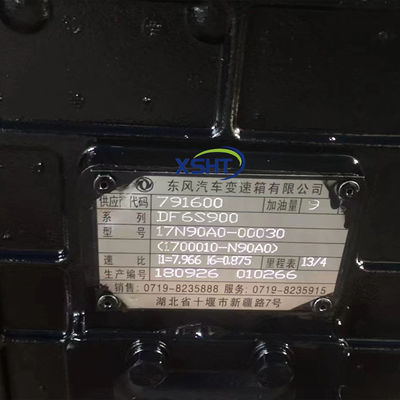 XSHT
东风汽车变速箱有限公司
供应代码 791600 加油量 9
系列 DF6S900
型号 17N90A0-00030
(1700010-N90A0)
速比 I1=7.966 I6=0.875 里程表 13/4
生产编号 180926 010266
销售: 0719-8235888 服务: 0719-8235915
湖北省十堰市新疆路7号